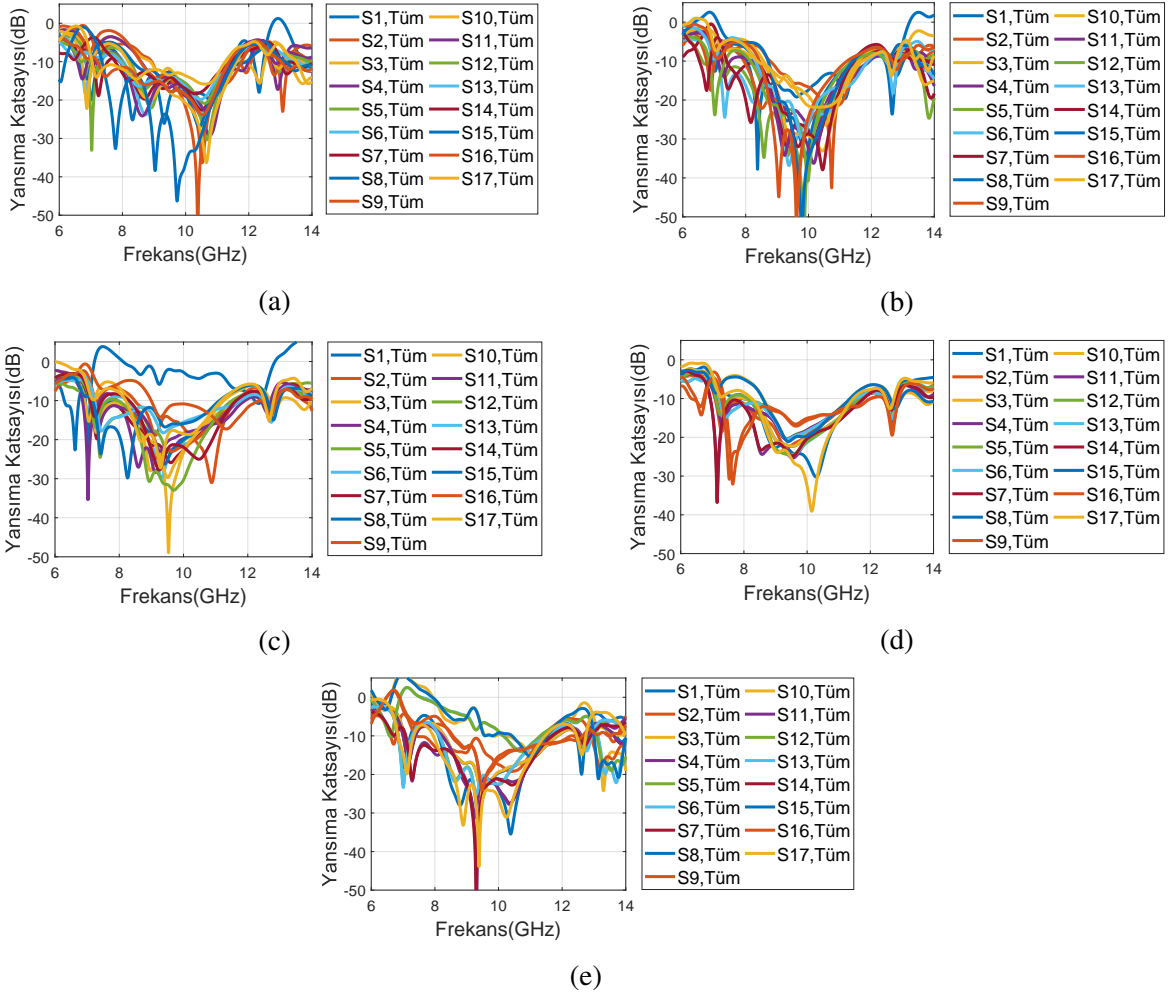 0
-10
-20
-30
-40
-50
6 8 10 12 14
Yansıma Katsayısı(dB)
Frekans(GHz)
S1,Tüm S10,Tüm
S2,Tüm S11,Tüm
S3,Tüm S12,Tüm
S4,Tüm S13,Tüm
S5,Tüm S14,Tüm
S6,Tüm S15,Tüm
S7,Tüm S16,Tüm
S8,Tüm S17,Tüm
S9,Tüm
(a)
0
-10
-20
-30
-40
-50
6 8 10 12 14
Yansıma Katsayısı(dB)
Frekans(GHz)
S1,Tüm S10,Tüm
S2,Tüm S11,Tüm
S3,Tüm S12,Tüm
S4,Tüm S13,Tüm
S5,Tüm S14,Tüm
S6,Tüm S15,Tüm
S7,Tüm S16,Tüm
S8,Tüm S17,Tüm
S9,Tüm
(b)
0
-10
-20
-30
-40
-50
6 8 10 12 14
Yansıma Katsayısı(dB)
Frekans(GHz)
S1,Tüm S10,Tüm
S2,Tüm S11,Tüm
S3,Tüm S12,Tüm
S4,Tüm S13,Tüm
S5,Tüm S14,Tüm
S6,Tüm S15,Tüm
S7,Tüm S16,Tüm
S8,Tüm S17,Tüm
S9,Tüm
(c)
0
-10
-20
-30
-40
-50
6 8 10 12 14
Yansıma Katsayısı(dB)
Frekans(GHz)
S1,Tüm S10,Tüm
S2,Tüm S11,Tüm
S3,Tüm S12,Tüm
S4,Tüm S13,Tüm
S5,Tüm S14,Tüm
S6,Tüm S15,Tüm
S7,Tüm S16,Tüm
S8,Tüm S17,Tüm
S9,Tüm
(d)
0
-10
-20
-30
-40
-50
6 8 10 12 14
Yansıma Katsayısı(dB)
Frekans(GHz)
S1,Tüm S10,Tüm
S2,Tüm S11,Tüm
S3,Tüm S12,Tüm
S4,Tüm S13,Tüm
S5,Tüm S14,Tüm
S6,Tüm S15,Tüm
S7,Tüm S16,Tüm
S8,Tüm S17,Tüm
S9,Tüm
(e)